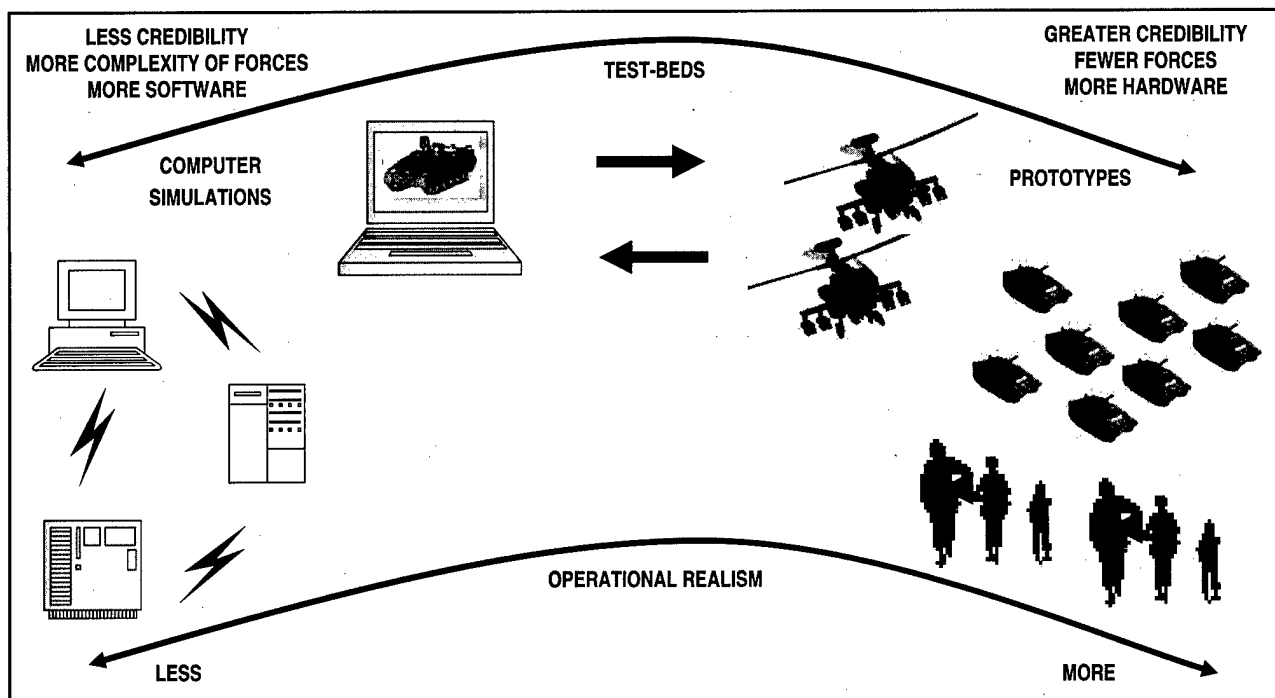 LESS CREDIBILITY
MORE COMPLEXITY OF FORCES
MORE SOFTWARE
TEST-BEDS
GREATER CREDIBILITY
FEWER FORCES
MORE HARDWARE
COMPUTER
SIMULATIONS
PROTOTYPES
OPERATIONAL REALISM
LESS
MORE